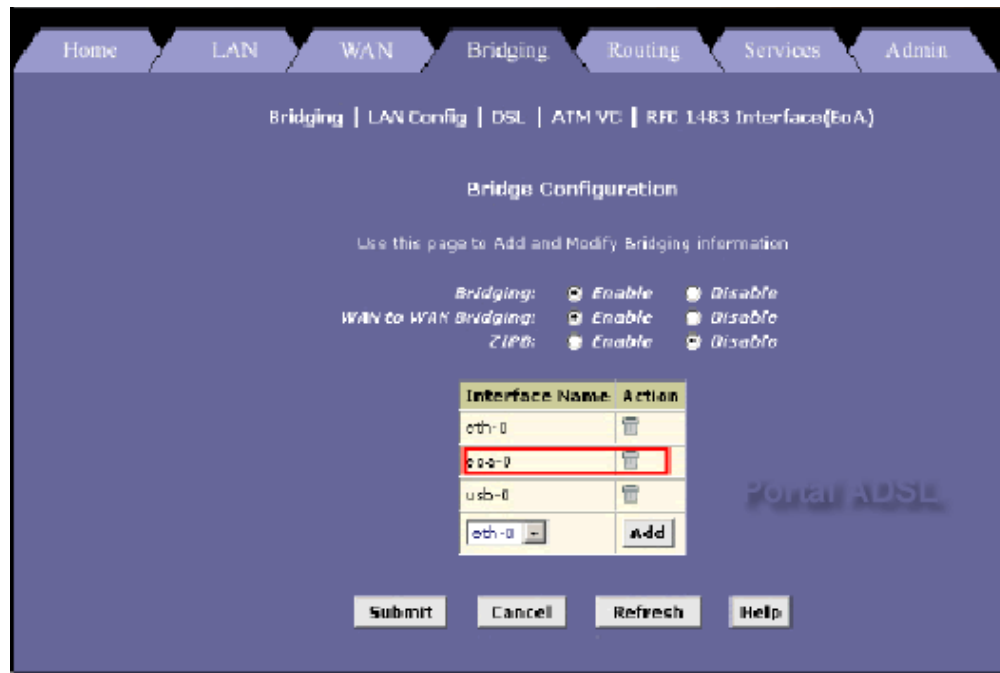 Home LAN WAN Bridging Routing Services Admin
Bridging | LAN Config | DSL | ATM VC | RFC 1483 Interface(EoA)
Bridge Configuration
Use this page to Add and Modify Bridging information
Bridging: Enable Disable
WAN to WAN Bridging: Enable Disable
ZIPB: Enable Disable
Interface Name Action
eth-0
eoa-0
usb-0
Portal ADSL
eth-0 Add
Submit Cancel Refresh Help